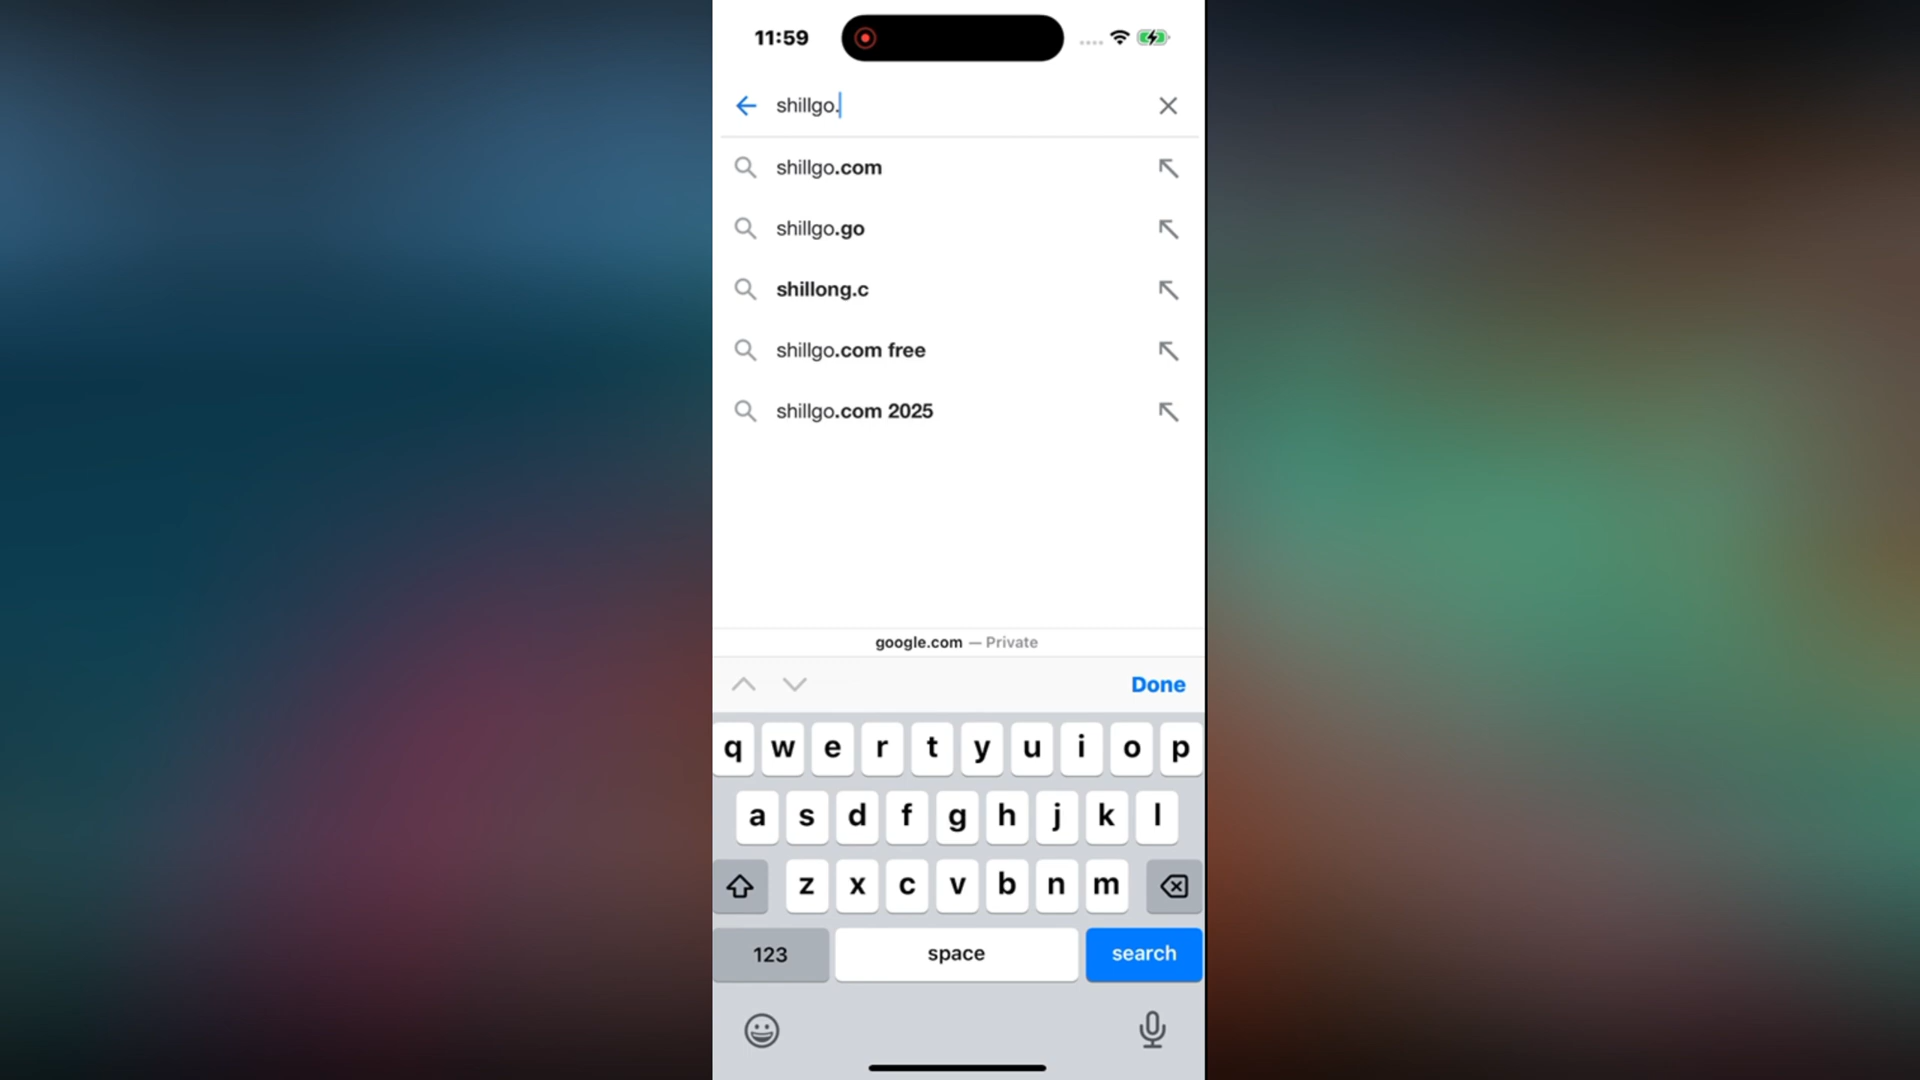 11:59
shillgo.
shillgo.com
shillgo.go
shillong.c
shillgo.com free
shillgo.com 2025
google.com — Private
Done
q w e r t y u i o p
a s d f g h j k l
z x c v b n m
123 space search